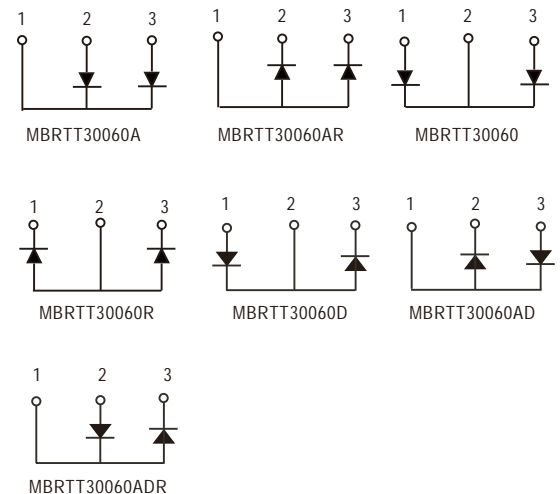 1 2 3 1 2 3 1 2 3
MBRTT30060A MBRTT30060AR MBRTT30060
1 2 3 1 2 3 1 2 3
MBRTT30060R MBRTT30060D MBRTT30060AD
1 2 3
MBRTT30060ADR